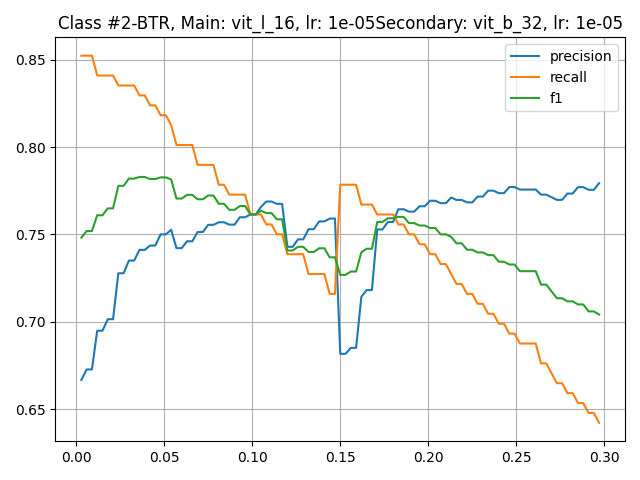 Class #2-BTR, Main: vit_l_16, lr: 1e-05Secondary: vit_b_32, lr: 1e-05
precision
recall
f1
0.85
0.80
0.75
0.70
0.65
0.00 0.05 0.10 0.15 0.20 0.25 0.30